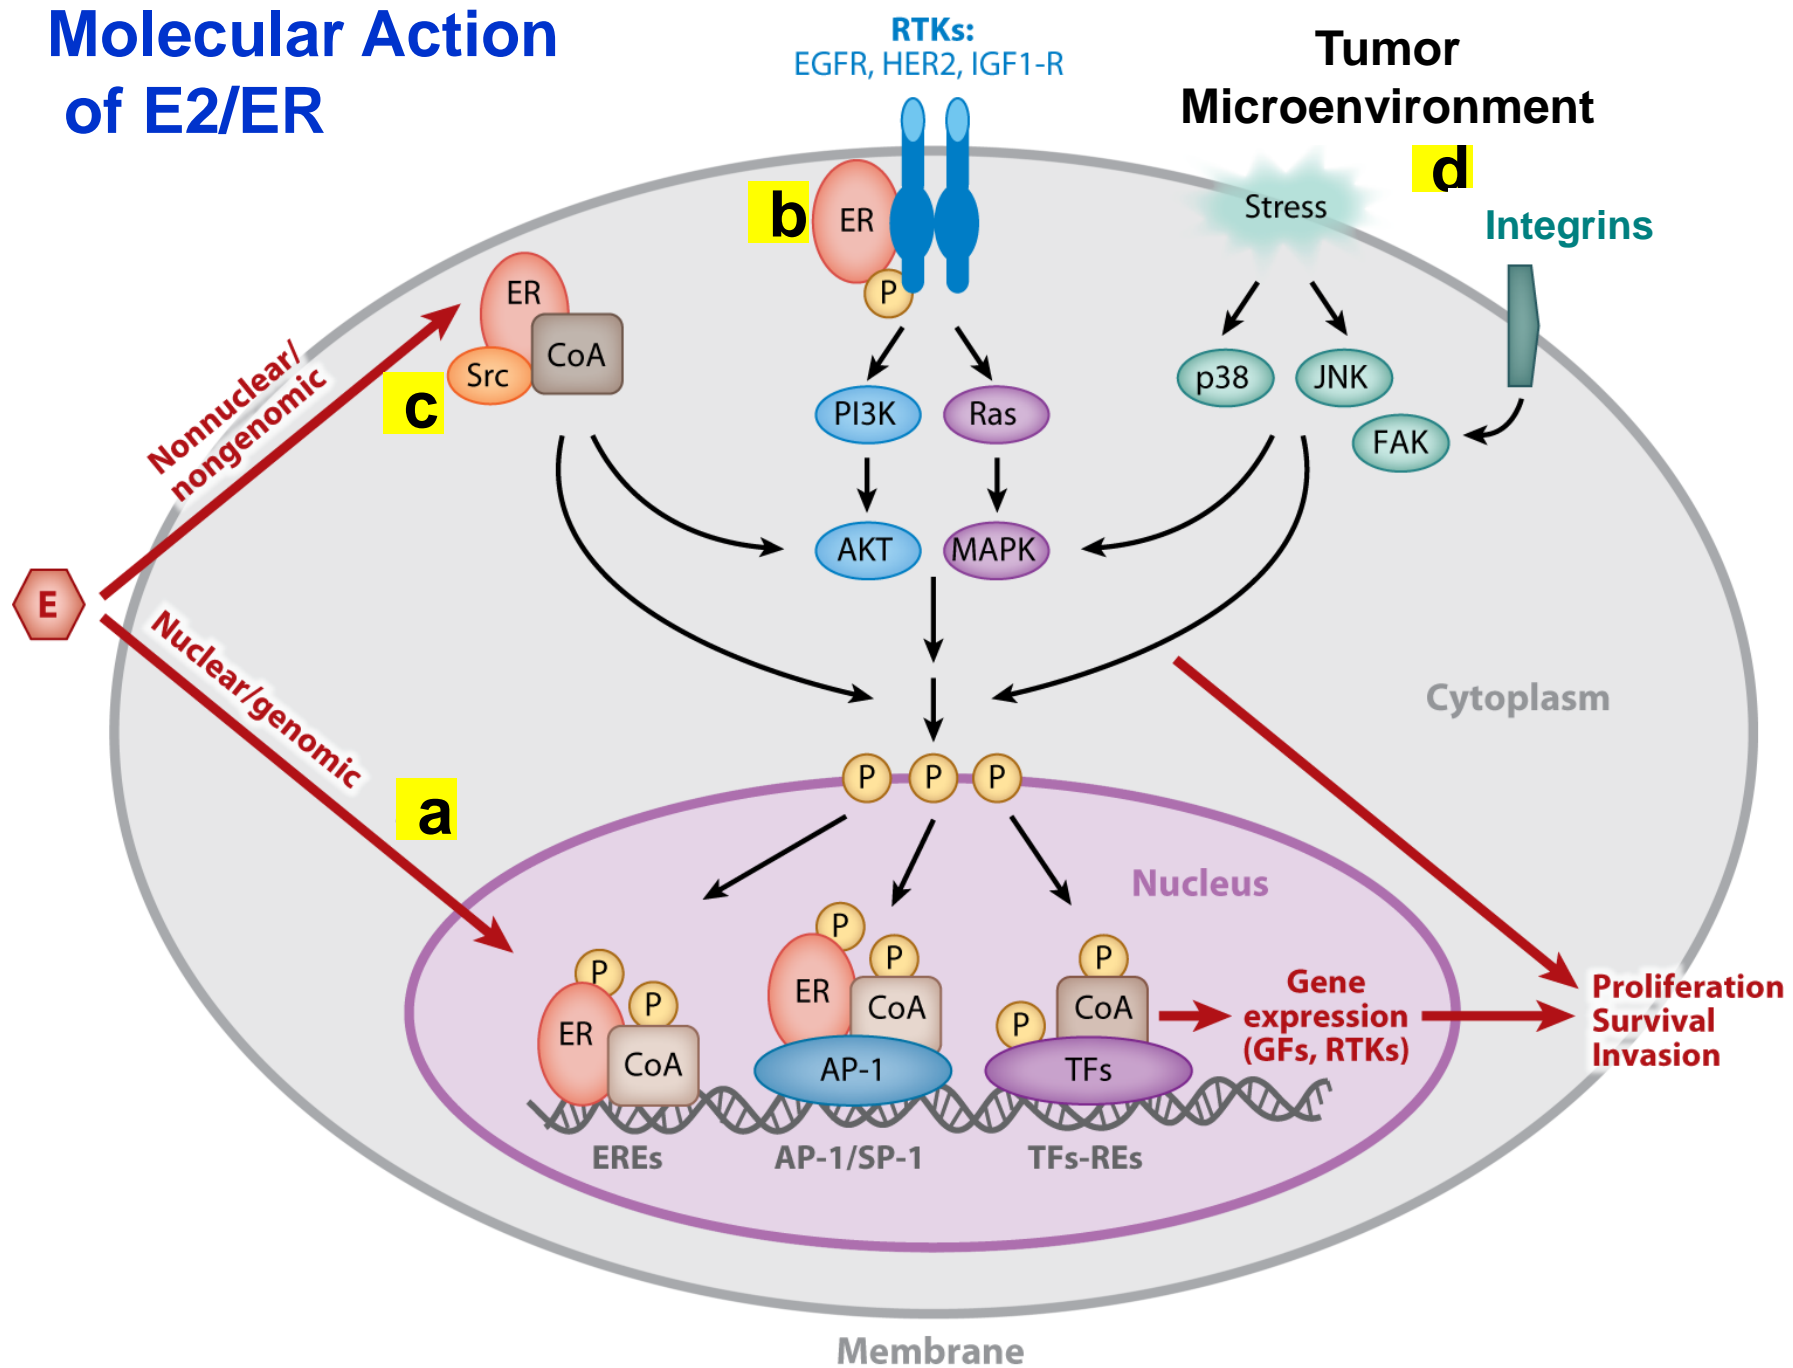 Molecular Action
of E2/ER
RTKs:
EGFR, HER2, IGF1-R
Tumor
Microenvironment
d
Stress
Integrins
b
ER
P
ER
CoA
Src
c
Nonnuclear/
nongenomic
PI3K
Ras
p38
JNK
FAK
AKT
MAPK
E
Nuclear/genomic
a
Cytoplasm
P
P
P
Nucleus
P
P
ER
CoA
P
P
ER
CoA
AP-1
P
P
CoA
TFs
Gene
expression
(GFs, RTKs)
Proliferation
Survival
Invasion
EREs
AP-1/SP-1
TFs-REs
Membrane